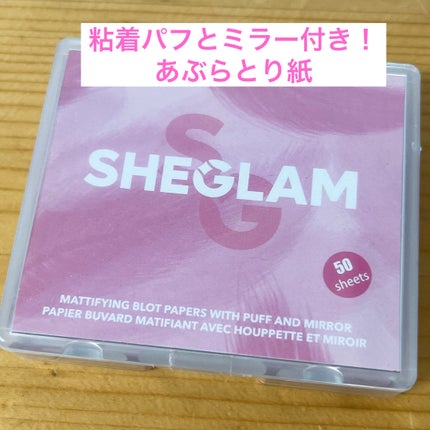 粘着パフとミラー付き！
あぶらとり紙
SG
SHEGLAM
50
sheets
MATTIFYING BLOT PAPERS WITH PUFF AND MIRROR
PAPIER BUVARD MATIFIANT AVEC HOUPPETTE ET MIROIR